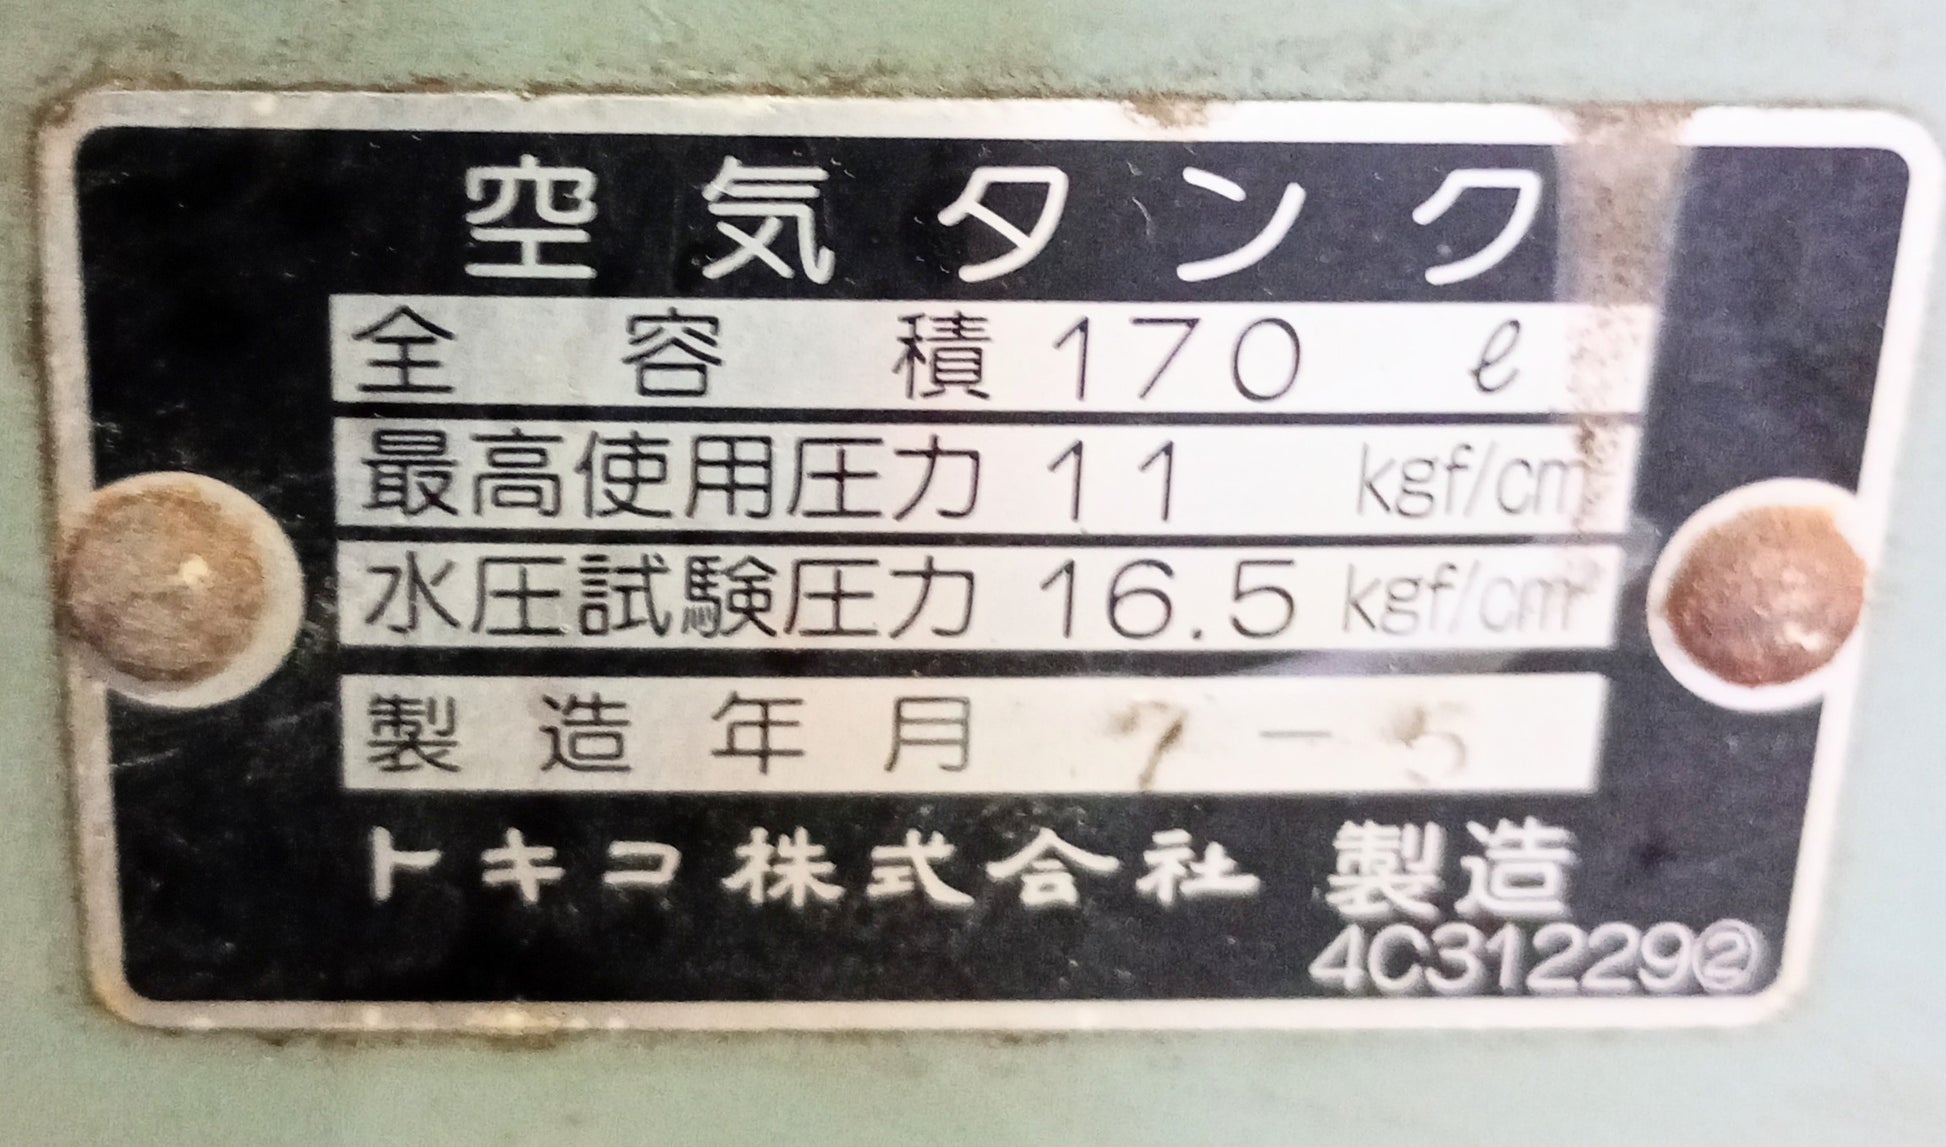 空気タンク
全容積 170 ℓ
最高使用圧力 11 kgf/cm²
水圧試験圧力 16.5 kgf/cm²
製造年月 7-5
トキコ株式会社 製造
4C31229②